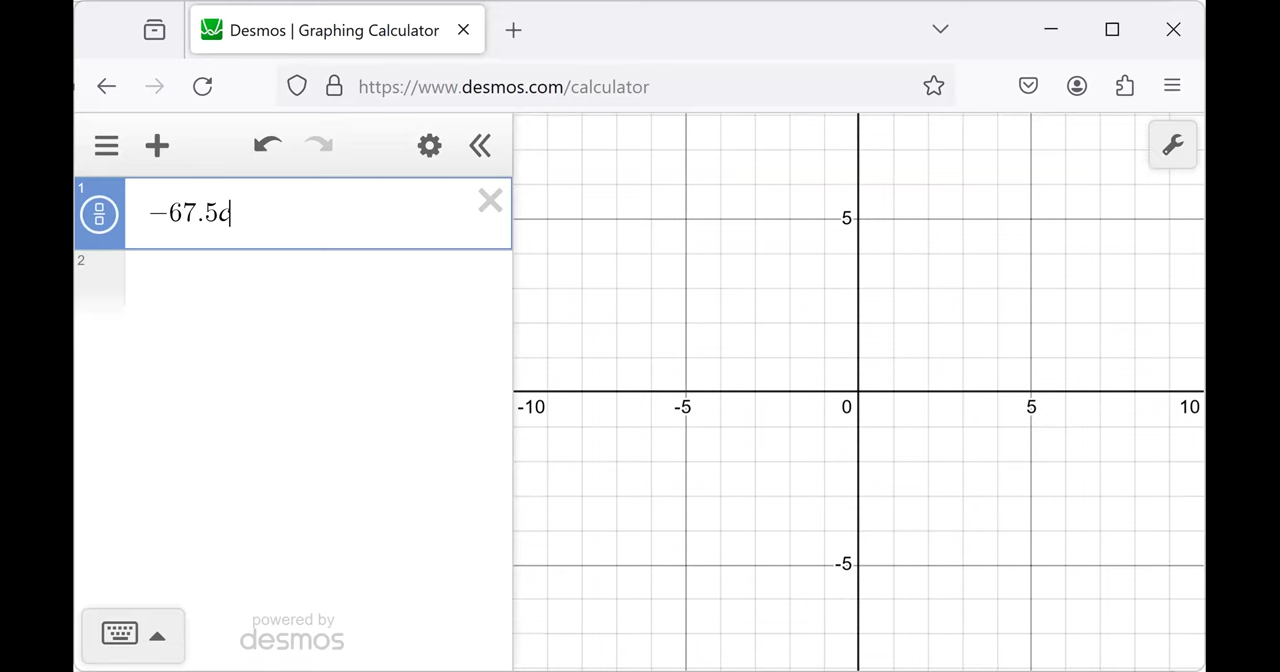 Desmos | Graphing Calculator
https://www.desmos.com/calculator
1
−67.5c
2
5
-10 -5 0 5 10
-5
powered by
desmos